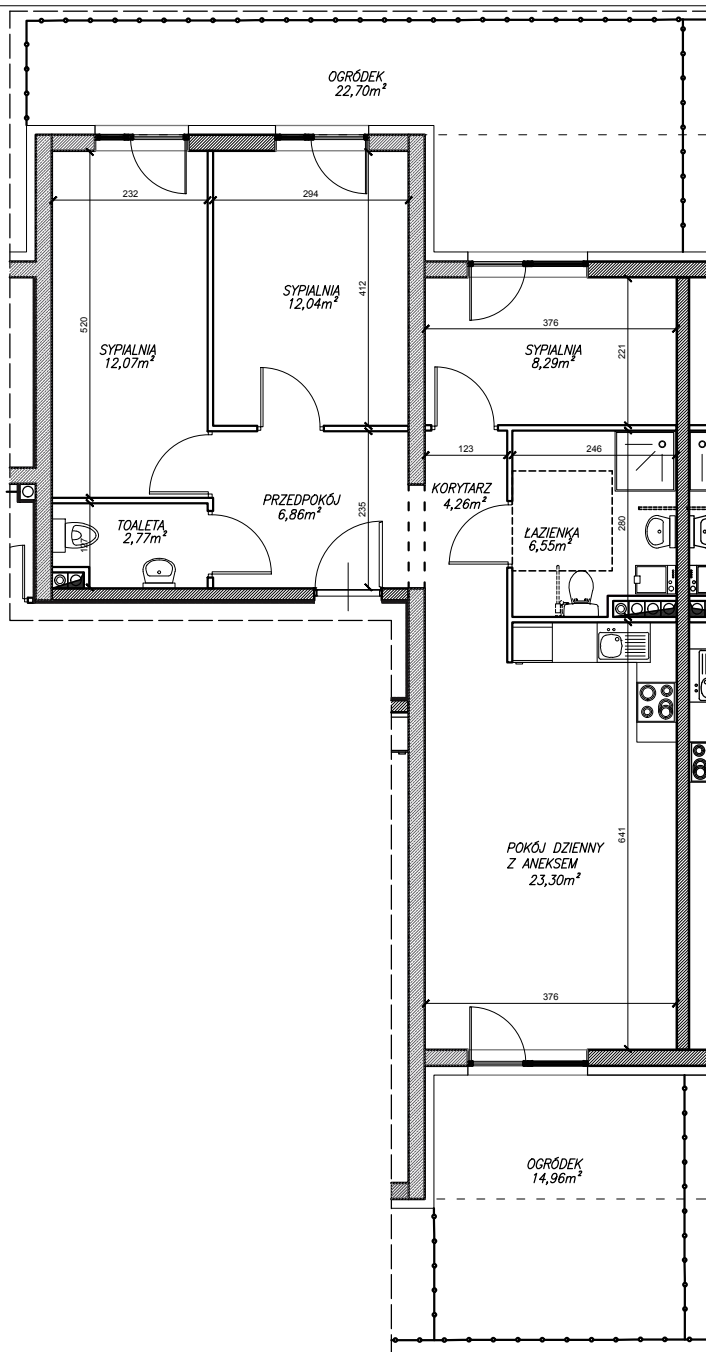 OGRÓDEK
22,70m²
232
294
520
412
SYPIALNIA
12,04m²
SYPIALNIA
12,07m²
376
SYPIALNIA
8,29m²
221
123
246
KORYTARZ
4,26m²
PRZEDPOKÓJ
6,86m²
235
TOALETA
2,77m²
ŁAZIENKA
6,55m²
280
641
POKÓJ DZIENNY
Z ANEKSEM
23,30m²
376
OGRÓDEK
14,96m²